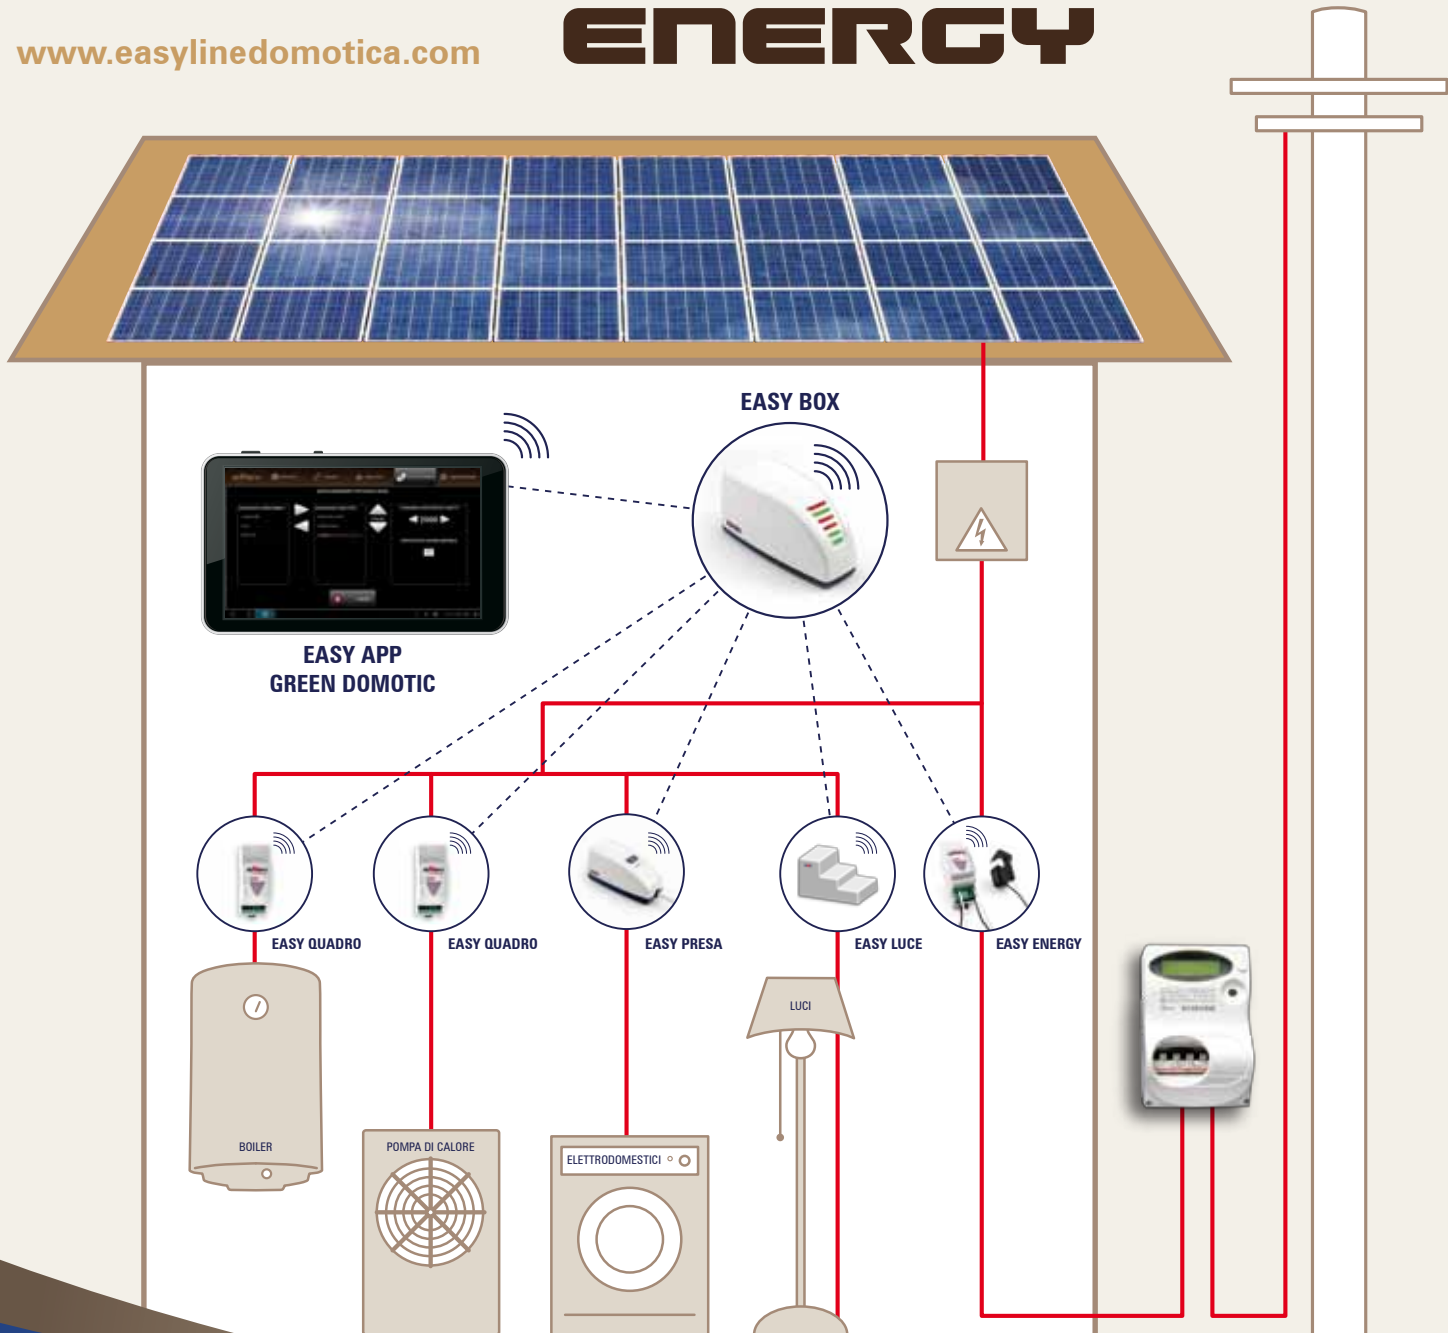 www.easylinedomotica.com
ENERGY
EASY BOX
EASY APP
GREEN DOMOTIC
EASY QUADRO
EASY QUADRO
EASY PRESA
EASY LUCE
EASY ENERGY
LUCI
BOILER
POMPA DI CALORE
ELETTRODOMESTICI